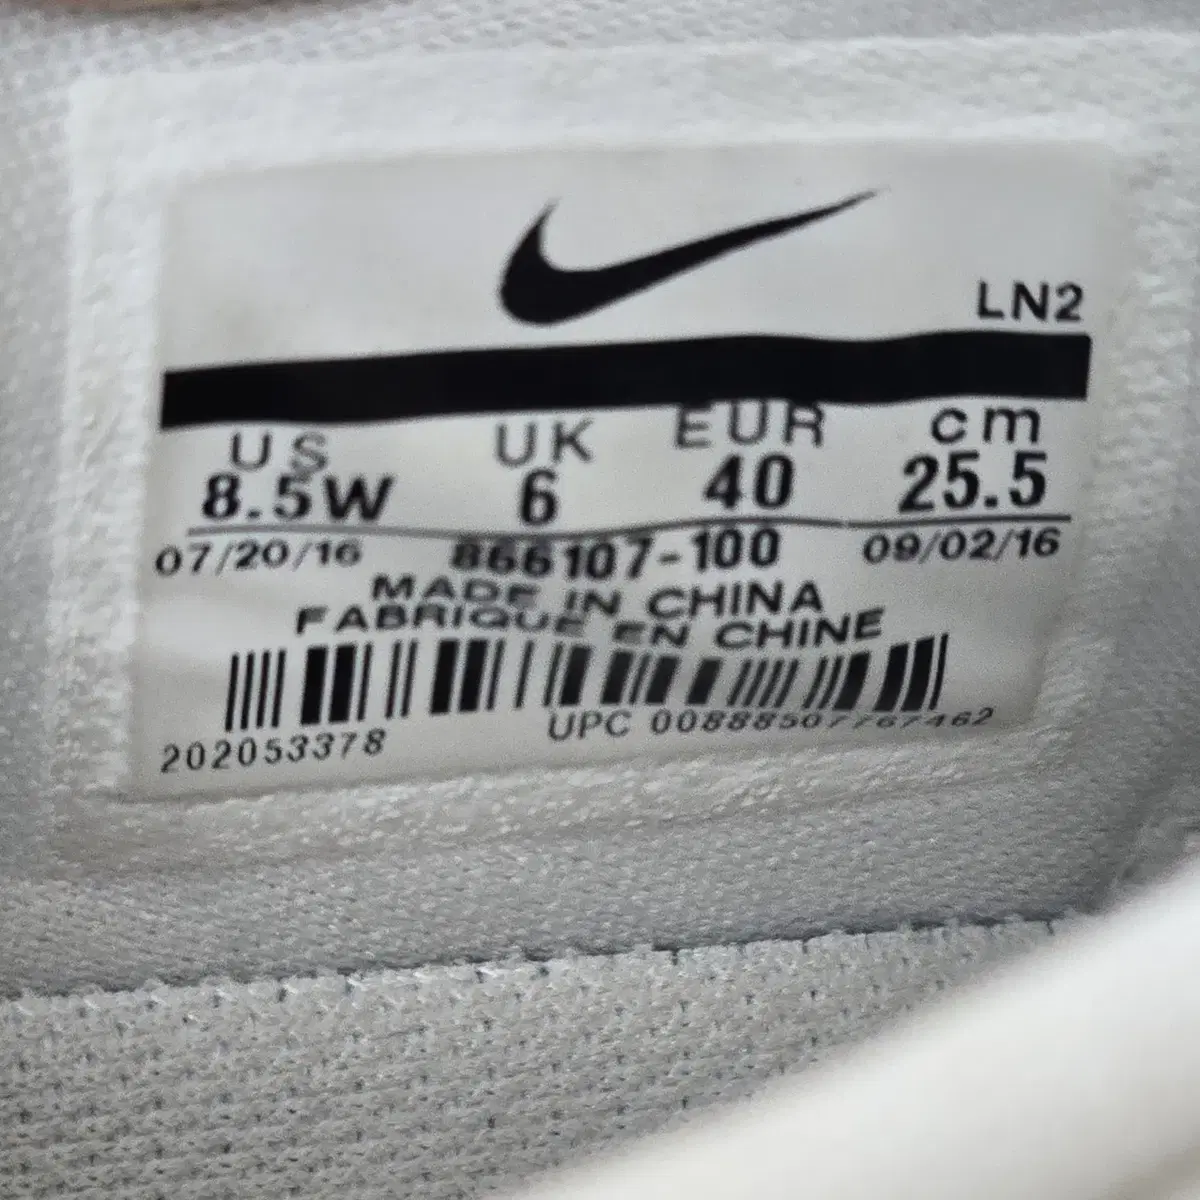 LN2
US UK EUR cm
8.5W 6 40 25.5
07/20/16 866107-100 09/02/16
MADE IN CHINA
FABRIQUE EN CHINE
UPC 00888507767462
202053378